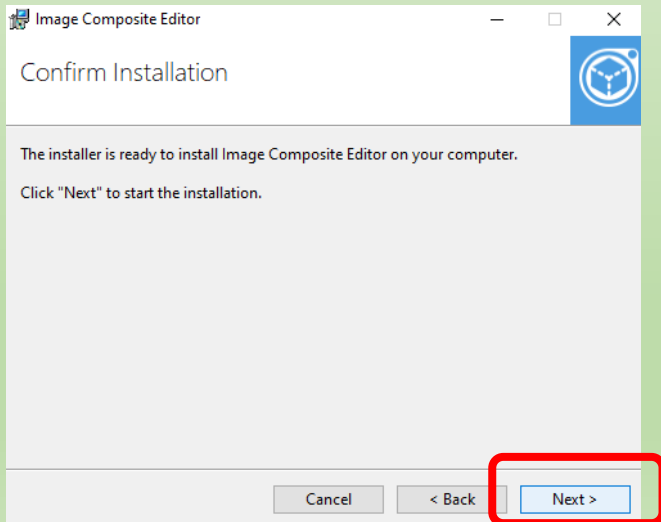 Image Composite Editor
Confirm Installation
The installer is ready to install Image Composite Editor on your computer.
Click "Next" to start the installation.
Cancel
< Back
Next >